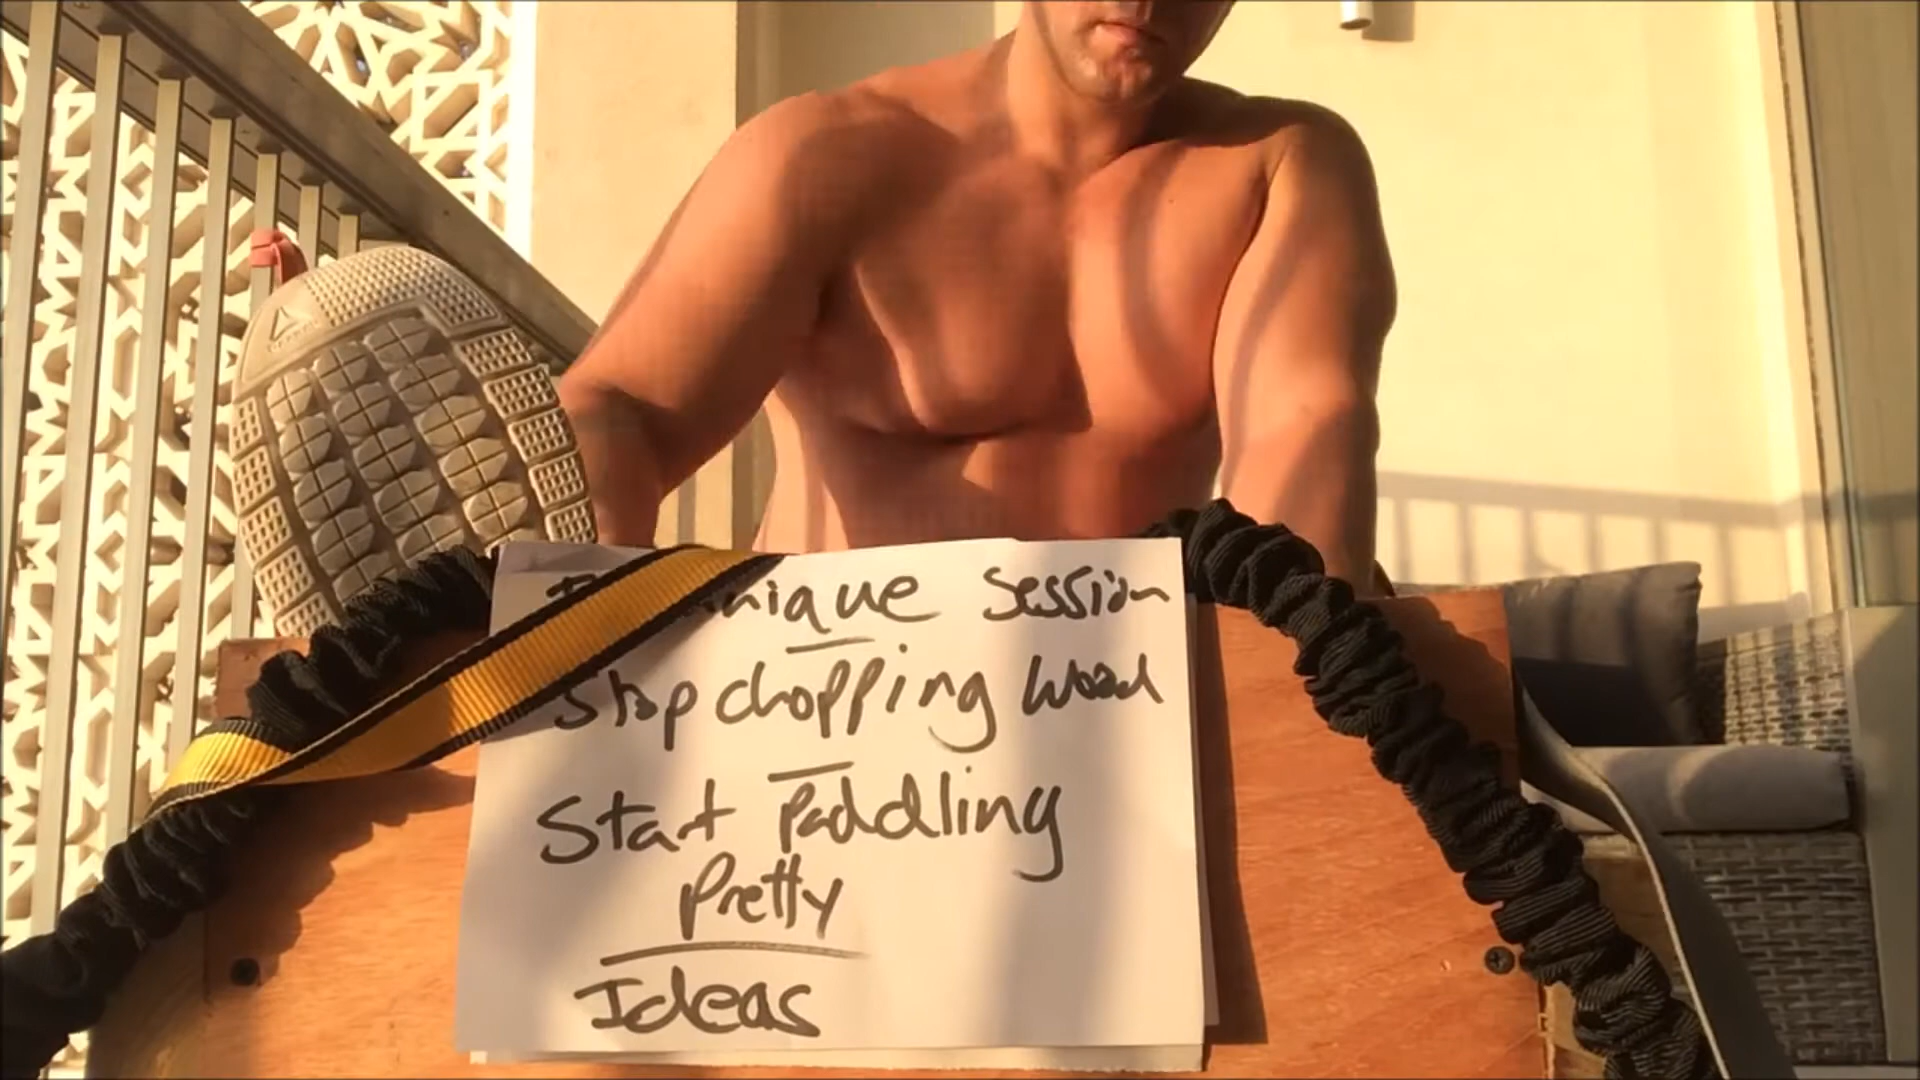 Session
Stop chopping wood
Start paddling
Pretty
Ideas